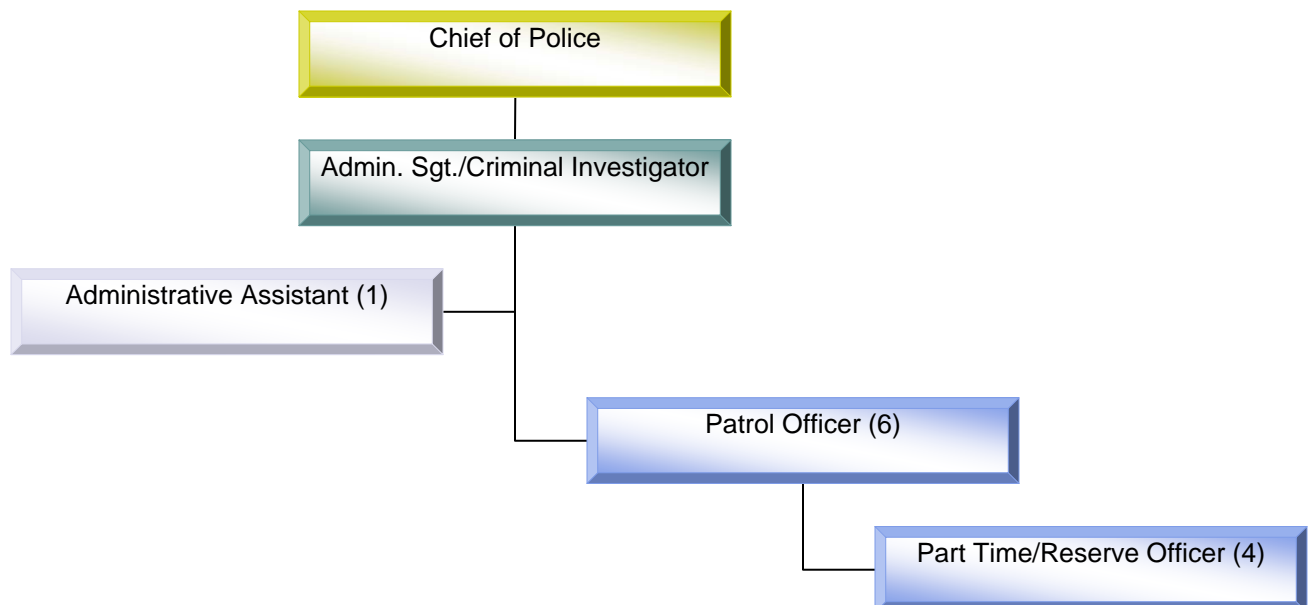 Chief of Police
Admin. Sgt./Criminal Investigator
Administrative Assistant (1)
Patrol Officer (6)
Part Time/Reserve Officer (4)